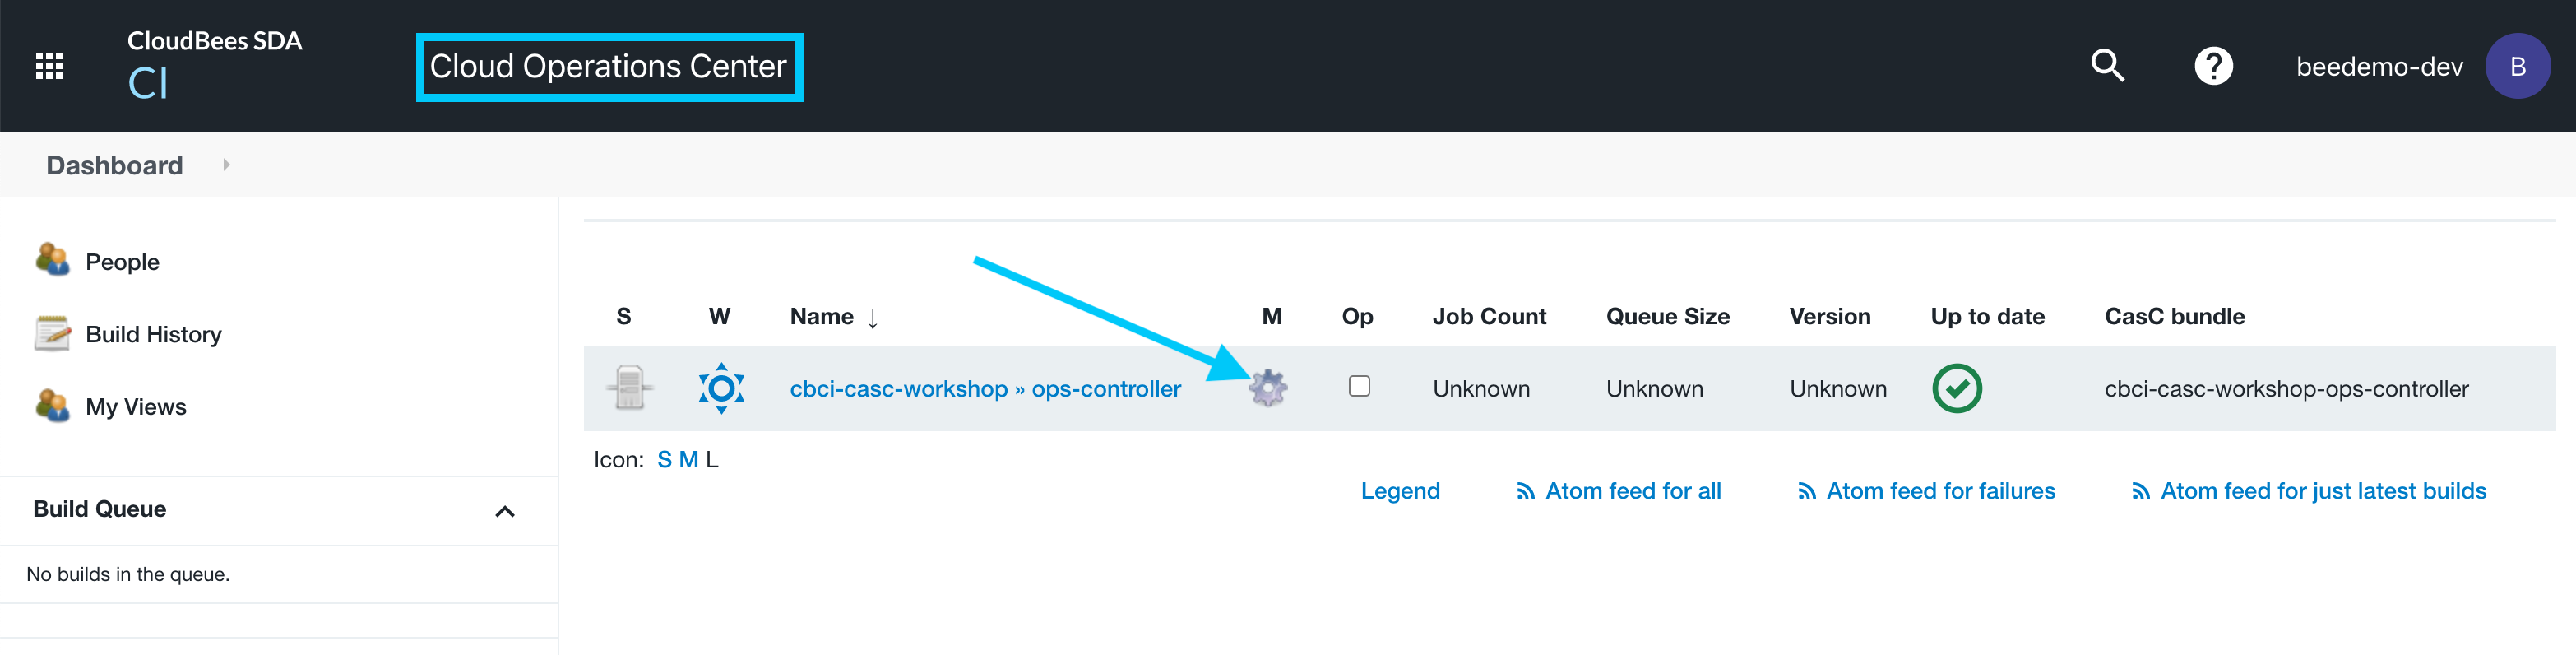 CloudBees SDA
CI
Cloud Operations Center
?
beedemo-dev
B
Dashboard
People
Build History
My Views
Build Queue
No builds in the queue.
S W Name ↓ M Op Job Count Queue Size Version Up to date CasC bundle
cbci-casc-workshop » ops-controller Unknown Unknown Unknown cbci-casc-workshop-ops-controller
Icon: S M L
Legend Atom feed for all Atom feed for failures Atom feed for just latest builds